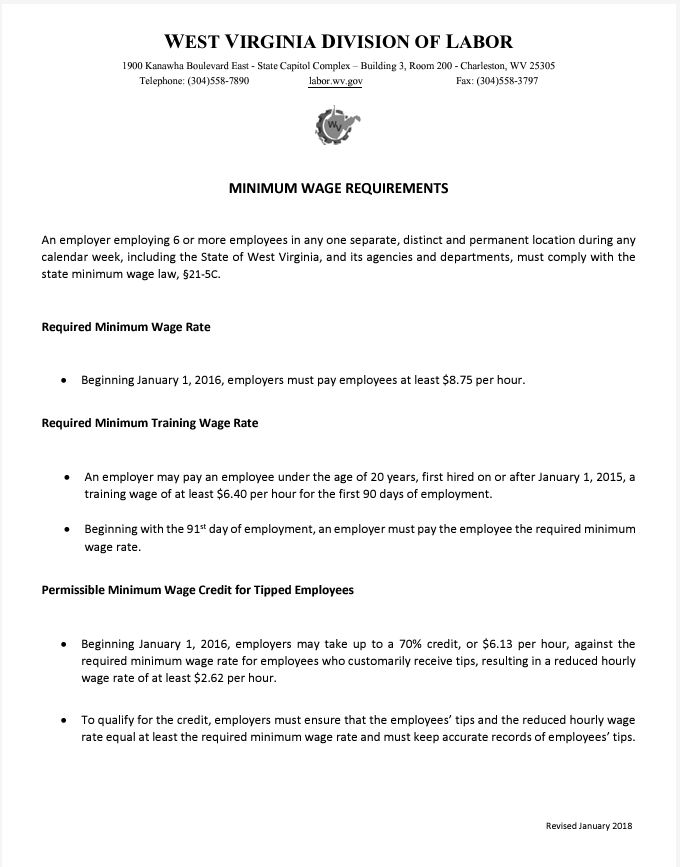 WEST VIRGINIA DIVISION OF LABOR
1900 Kanawha Boulevard East - State Capitol Complex – Building 3, Room 200 - Charleston, WV 25305
Telephone: (304)558-7890 labor.wv.gov Fax: (304)558-3797
WV
MINIMUM WAGE REQUIREMENTS
An employer employing 6 or more employees in any one separate, distinct and permanent location during any
calendar week, including the State of West Virginia, and its agencies and departments, must comply with the
state minimum wage law, §21-5C.
Required Minimum Wage Rate
• Beginning January 1, 2016, employers must pay employees at least $8.75 per hour.
Required Minimum Training Wage Rate
• An employer may pay an employee under the age of 20 years, first hired on or after January 1, 2015, a
training wage of at least $6.40 per hour for the first 90 days of employment.
• Beginning with the 91st day of employment, an employer must pay the employee the required minimum
wage rate.
Permissible Minimum Wage Credit for Tipped Employees
• Beginning January 1, 2016, employers may take up to a 70% credit, or $6.13 per hour, against the
required minimum wage rate for employees who customarily receive tips, resulting in a reduced hourly
wage rate of at least $2.62 per hour.
• To qualify for the credit, employers must ensure that the employees’ tips and the reduced hourly wage
rate equal at least the required minimum wage rate and must keep accurate records of employees’ tips.
Revised January 2018